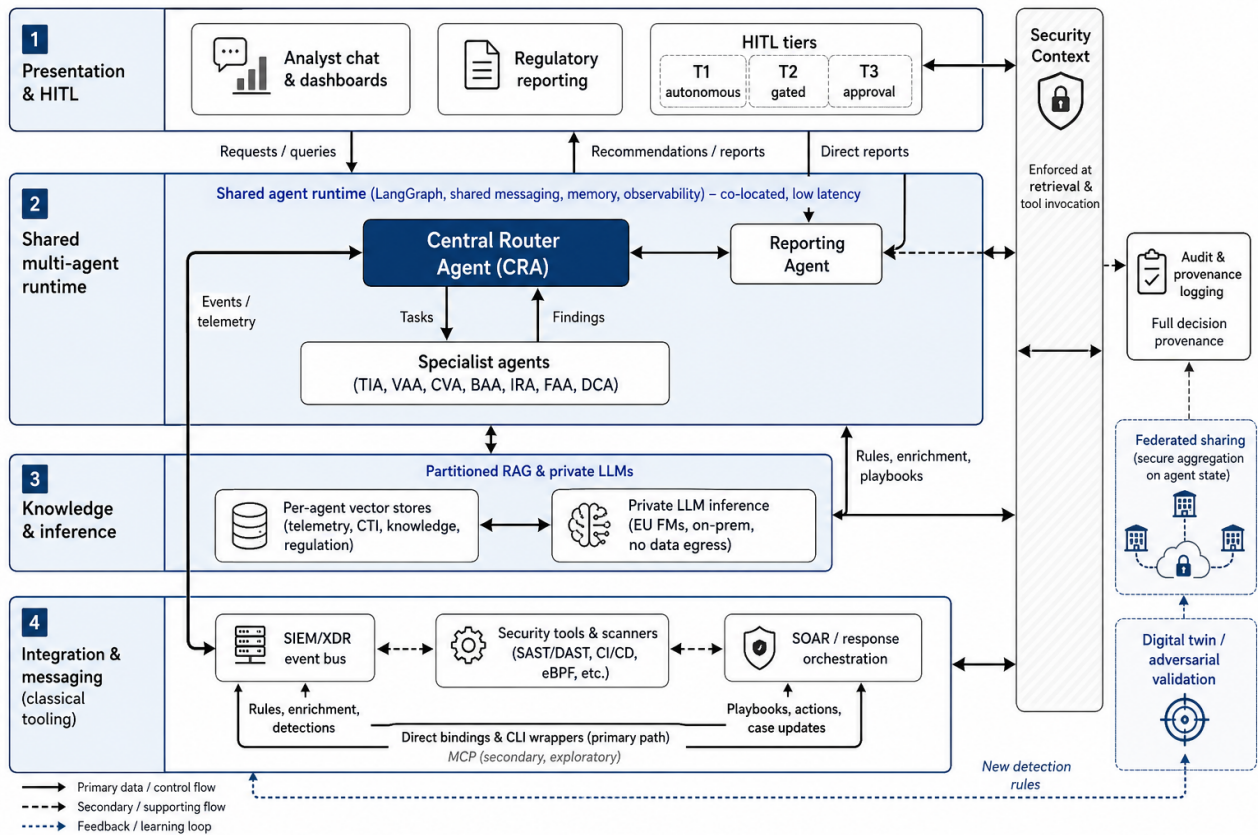 1
Presentation
& HITL
Analyst chat
& dashboards
Regulatory
reporting
HITL tiers
T1
autonomous
T2
gated
T3
approval
Security
Context
Enforced at
retrieval &
tool invocation
Requests / queries
Recommendations / reports
Direct reports
2
Shared
multi-agent
runtime
Shared agent runtime (LangGraph, shared messaging, memory, observability) – co-located, low latency
Central Router
Agent (CRA)
Reporting
Agent
Events /
telemetry
Tasks
Findings
Specialist agents
(TIA, VAA, CVA, BAA, IRA, FAA, DCA)
Audit &
provenance
logging
Full decision
provenance
3
Knowledge
& inference
Partitioned RAG & private LLMs
Per-agent vector stores
(telemetry, CTI, knowledge,
regulation)
Private LLM inference
(EU FMs, on-prem,
no data egress)
Rules, enrichment,
playbooks
Federated sharing
(secure aggregation
on agent state)
4
Integration &
messaging
(classical
tooling)
SIEM/XDR
event bus
Security tools & scanners
(SAST/DAST, CI/CD,
eBPF, etc.)
SOAR / response
orchestration
Rules, enrichment,
detections
Playbooks, actions,
case updates
Direct bindings & CLI wrappers (primary path)
MCP (secondary, exploratory)
Digital twin /
adversarial
validation
New detection
rules
Primary data / control flow
Secondary / supporting flow
Feedback / learning loop